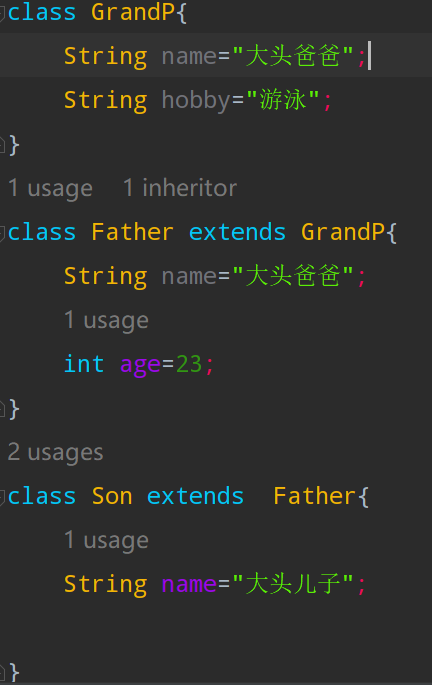 class GrandP{
String name="大头爸爸";
String hobby="游泳";
}
1 usage 1 inheritor
class Father extends GrandP{
String name="大头爸爸";
1 usage
int age=23;
}
2 usages
class Son extends  Father{
1 usage
String name="大头儿子";
}